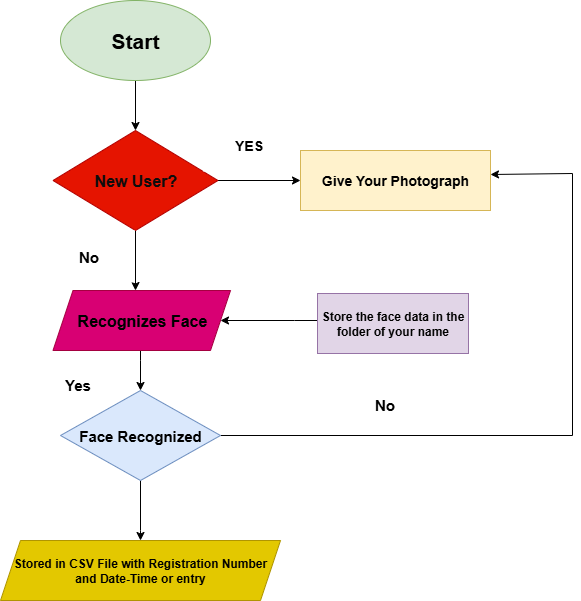 Start
YES
New User?
Give Your Photograph
No
Recognizes Face
Store the face data in the
folder of your name
Yes
No
Face Recognized
Stored in CSV File with Registration Number
and Date-Time or entry